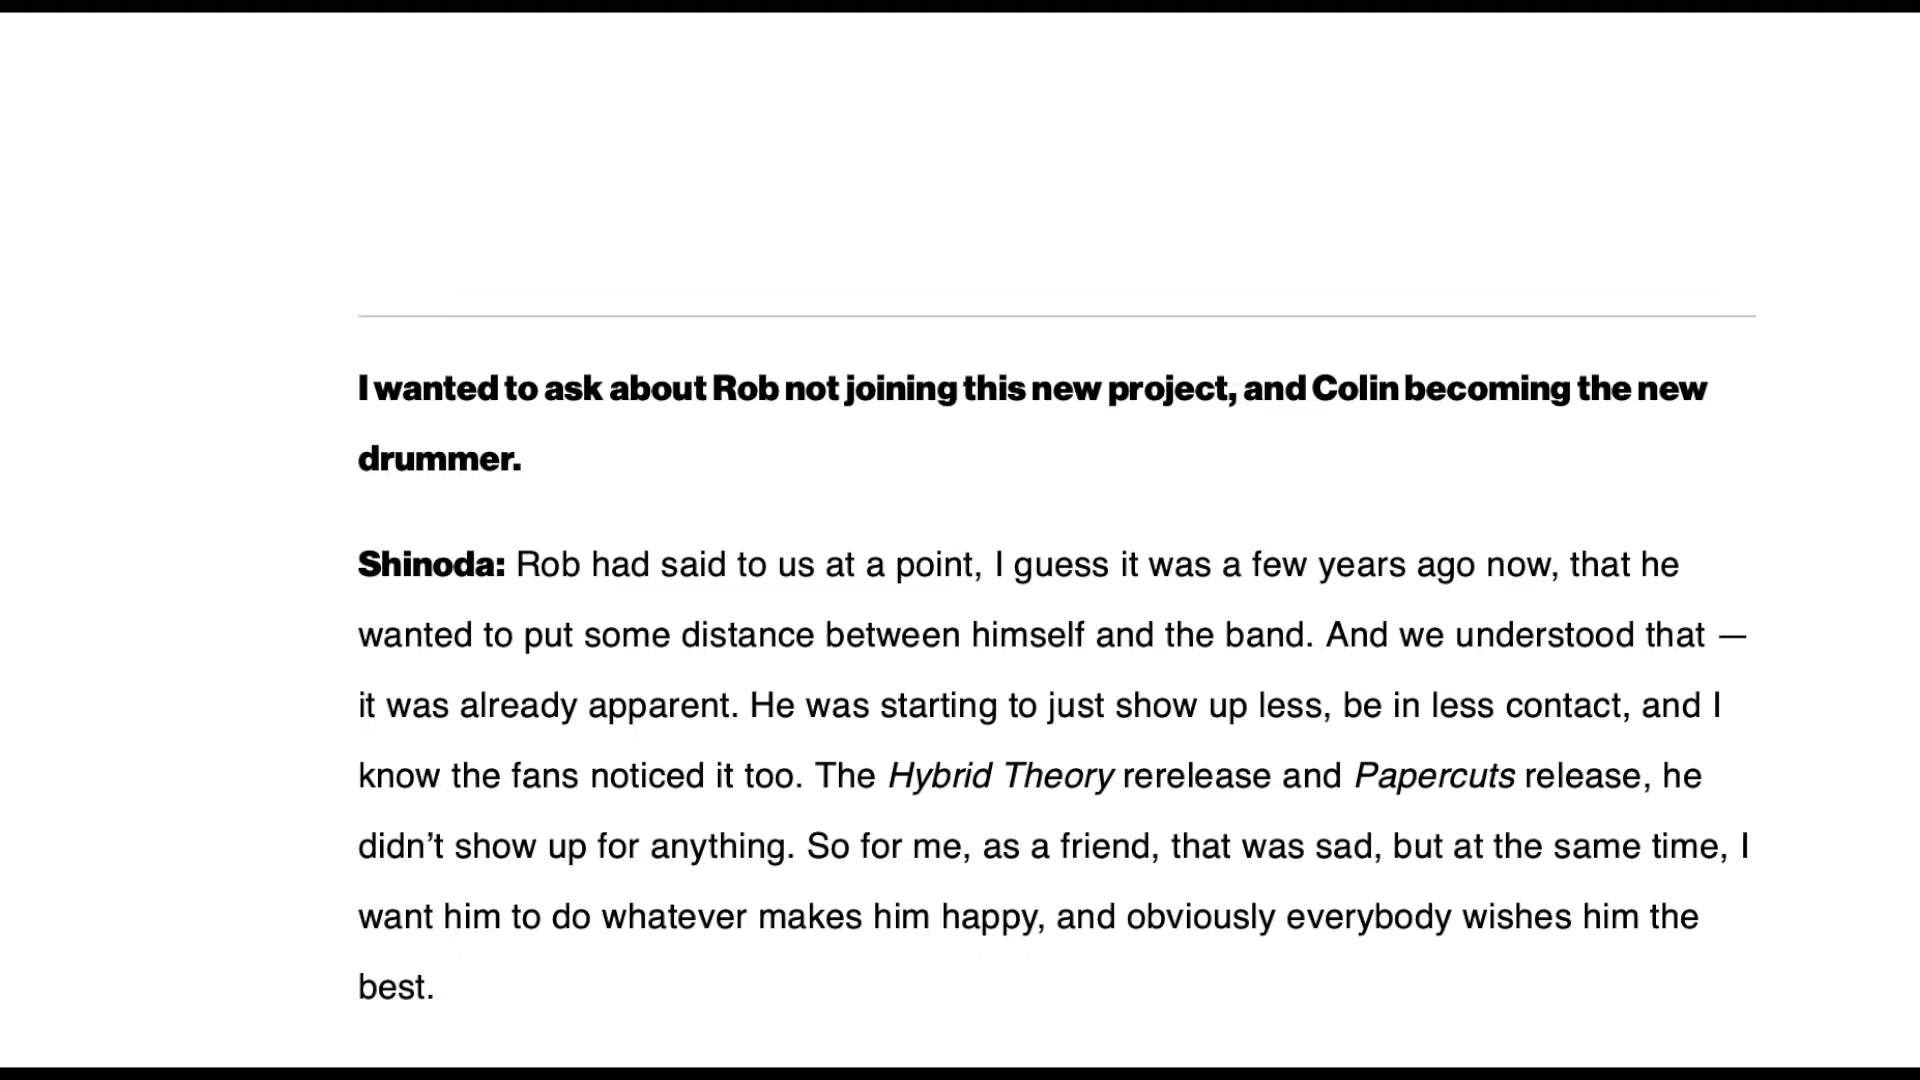 I wanted to ask about Rob not joining this new project, and Colin becoming the new
drummer.
Shinoda: Rob had said to us at a point, I guess it was a few years ago now, that he
wanted to put some distance between himself and the band. And we understood that —
it was already apparent. He was starting to just show up less, be in less contact, and I
know the fans noticed it too. The Hybrid Theory rerelease and Papercuts release, he
didn’t show up for anything. So for me, as a friend, that was sad, but at the same time, I
want him to do whatever makes him happy, and obviously everybody wishes him the
best.